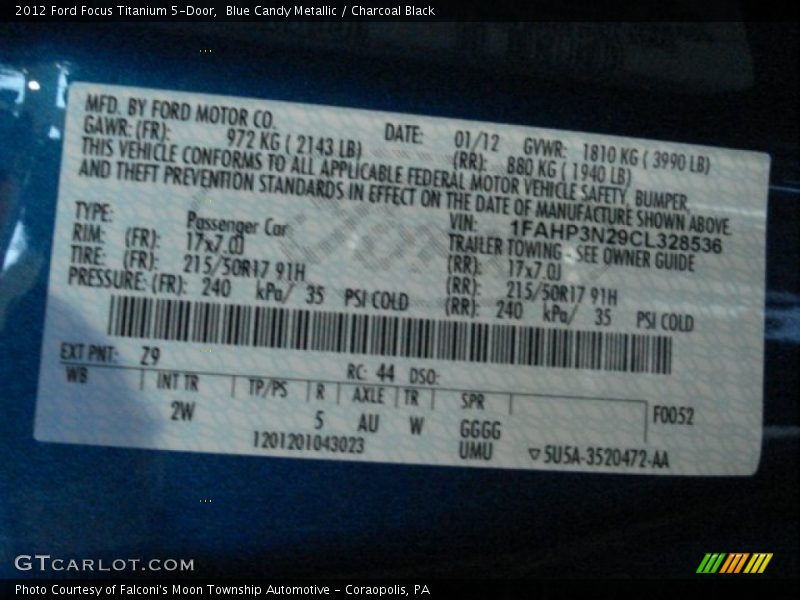 2012 Ford Focus Titanium 5-Door, Blue Candy Metallic / Charcoal Black
MFD. BY FORD MOTOR CO.
DATE: 01/12 GVWR: 1810 KG ( 3990 LB)
GAWR: (FR): 972 KG ( 2143 LB) (RR): 880 KG ( 1940 LB)
THIS VEHICLE CONFORMS TO ALL APPLICABLE FEDERAL MOTOR VEHICLE SAFETY, BUMPER,
AND THEFT PREVENTION STANDARDS IN EFFECT ON THE DATE OF MANUFACTURE SHOWN ABOVE.
VIN: 1FAHP3N29CL328536
TYPE: Passenger Car TRAILER TOWING - SEE OWNER GUIDE
RIM: (FR): 17x7.0J (RR): 17x7.0J
TIRE: (FR): 215/50R17 91H (RR): 215/50R17 91H
PRESSURE: (FR): 240 kPa/ 35 PSI COLD (RR): 240 kPa/ 35 PSI COLD
EXT PNT: Z9 RC: 44 DSO:
WB INT TR TP/PS R AXLE TR SPR F0052
2W 5 AU W GGGG
1201201043023 UMU ▽5U5A-3520472-AA
GTCARLOT.COM
Photo Courtesy of Falconi's Moon Township Automotive - Coraopolis, PA